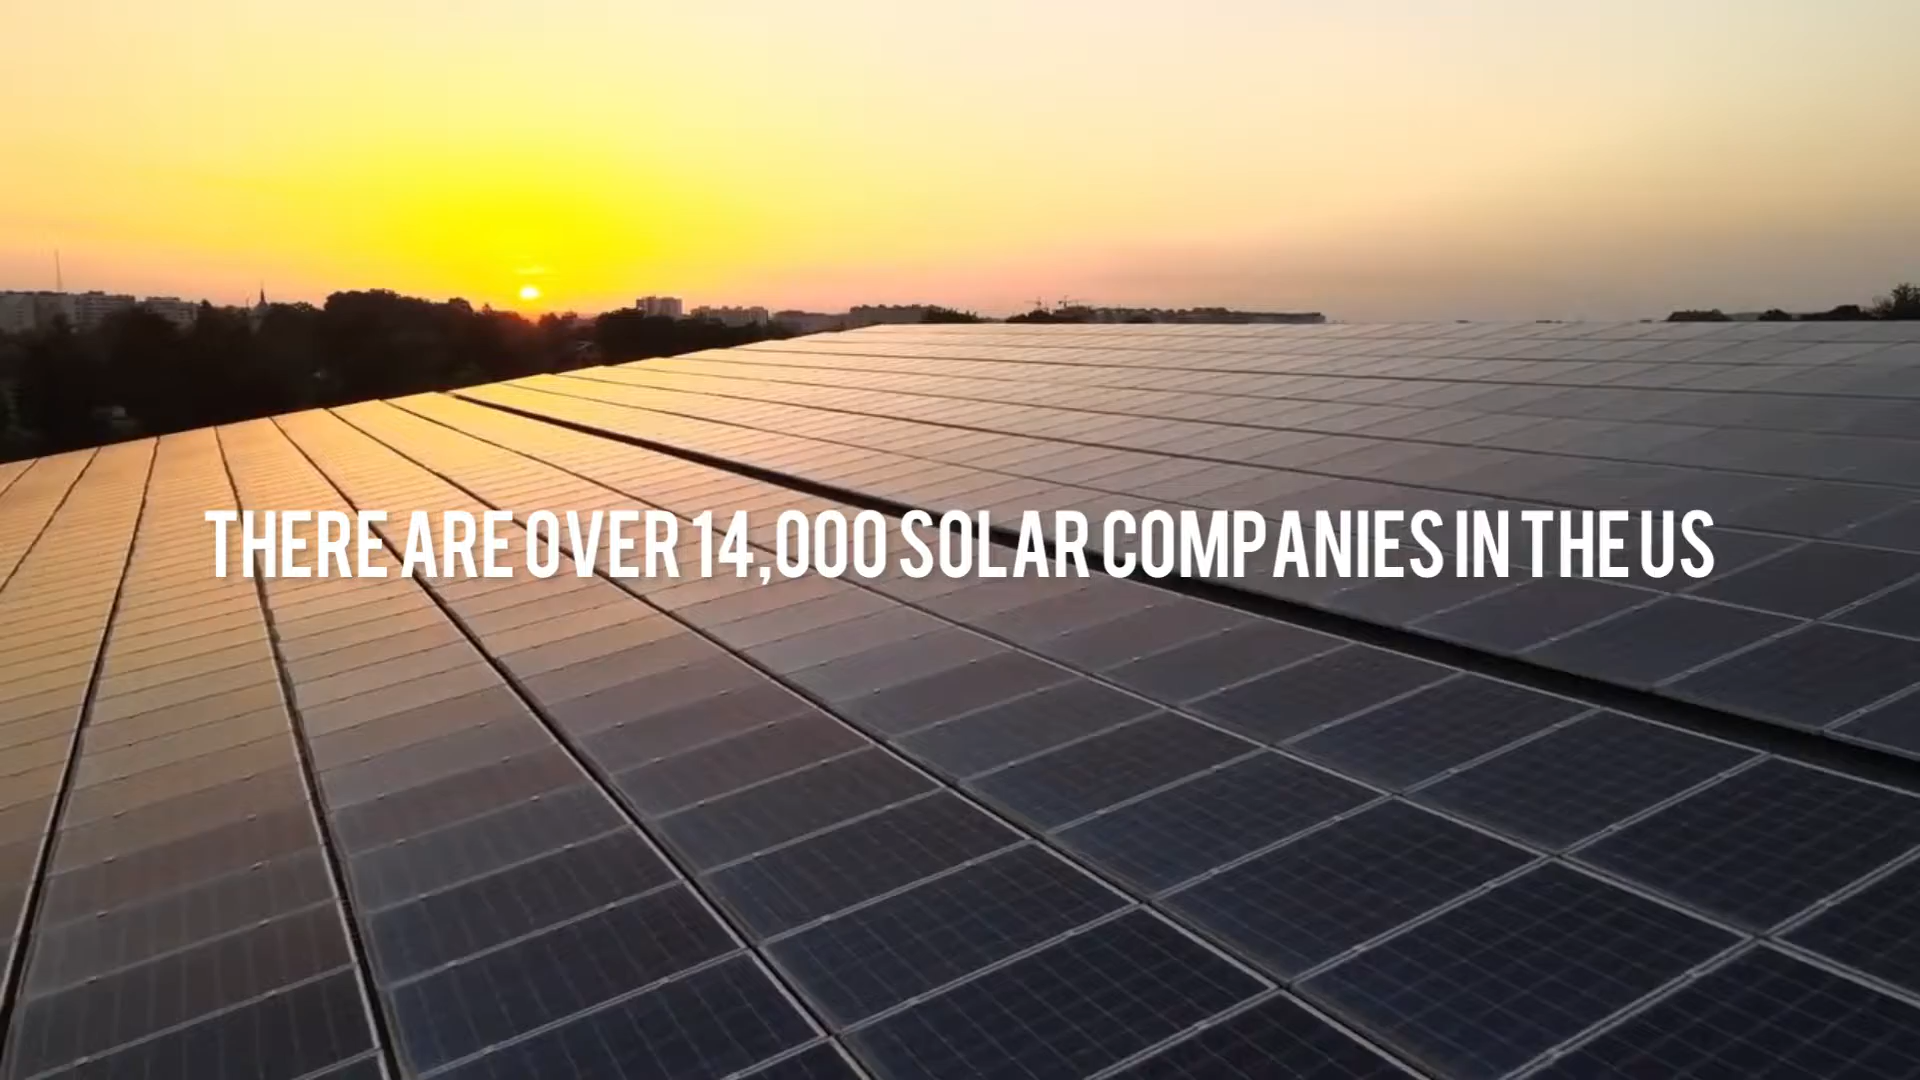 THERE ARE OVER 14,000 SOLAR COMPANIES IN THE US